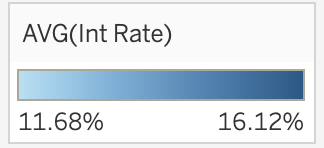 AVG(Int Rate)
11.68% 16.12%